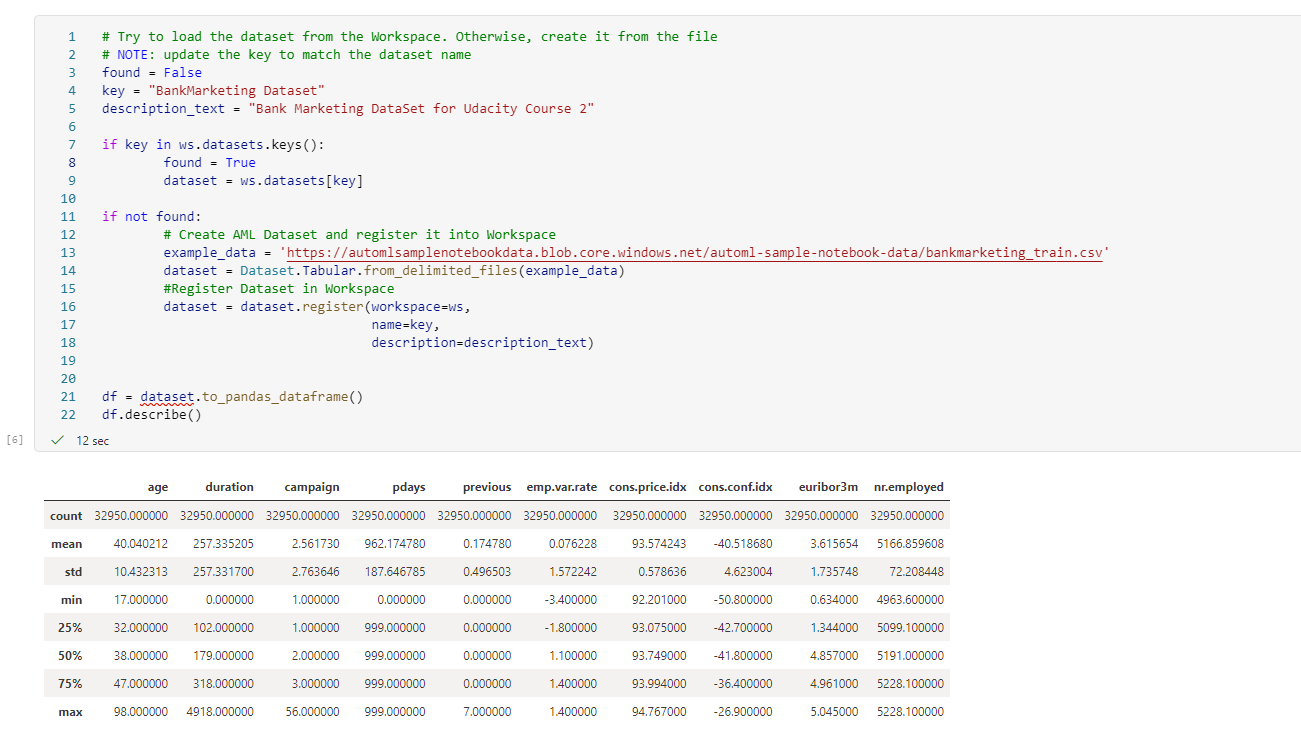 1 # Try to load the dataset from the Workspace. Otherwise, create it from the file
2 # NOTE: update the key to match the dataset name
3 found = False
4 key = "BankMarketing Dataset"
5 description_text = "Bank Marketing DataSet for Udacity Course 2"
6
7 if key in ws.datasets.keys():
8 found = True
9 dataset = ws.datasets[key]
10
11 if not found:
12 # Create AML Dataset and register it into Workspace
13 example_data = 'https://automlsamplenotebookdata.blob.core.windows.net/automl-sample-notebook-data/bankmarketing_train.csv'
14 dataset = Dataset.Tabular.from_delimited_files(example_data)
15 #Register Dataset in Workspace
16 dataset = dataset.register(workspace=ws,
17 name=key,
18 description=description_text)
19
20
21 df = dataset.to_pandas_dataframe()
22 df.describe()
[6] 12 sec
age duration campaign pdays previous emp.var.rate cons.price.idx cons.conf.idx euribor3m nr.employed
count 32950.000000 32950.000000 32950.000000 32950.000000 32950.000000 32950.000000 32950.000000 32950.000000 32950.000000 32950.000000
mean 40.040212 257.335205 2.561730 962.174780 0.174780 0.076228 93.574243 -40.518680 3.615654 5166.859608
std 10.432313 257.331700 2.763646 187.646785 0.496503 1.572242 0.578636 4.623004 1.735748 72.208448
min 17.000000 0.000000 1.000000 0.000000 0.000000 -3.400000 92.201000 -50.800000 0.634000 4963.600000
25% 32.000000 102.000000 1.000000 999.000000 0.000000 -1.800000 93.075000 -42.700000 1.344000 5099.100000
50% 38.000000 179.000000 2.000000 999.000000 0.000000 1.100000 93.749000 -41.800000 4.857000 5191.000000
75% 47.000000 318.000000 3.000000 999.000000 0.000000 1.400000 93.994000 -36.400000 4.961000 5228.100000
max 98.000000 4918.000000 56.000000 999.000000 7.000000 1.400000 94.767000 -26.900000 5.045000 5228.100000